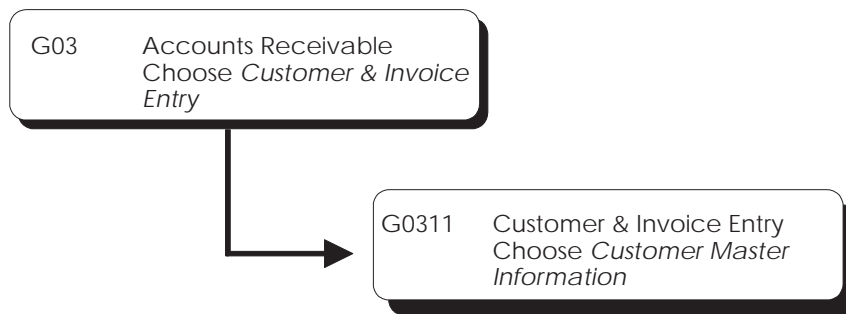 G03 Accounts Receivable
Choose Customer & Invoice
Entry
G0311 Customer & Invoice Entry
Choose Customer Master
Information